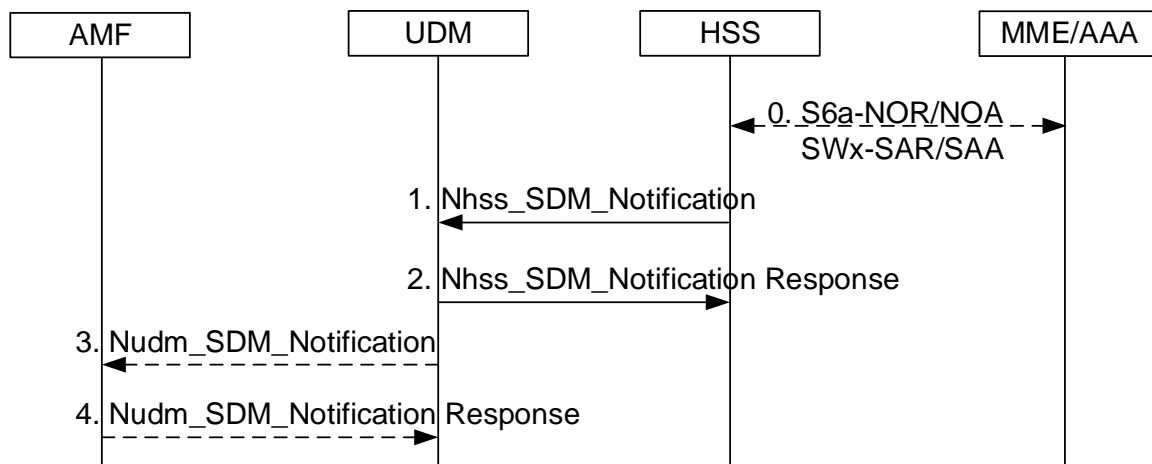 AMF
UDM
HSS
MME/AAA
0. S6a-NOR/NOA
SWx-SAR/SAA
1. Nhss_SDM_Notification
2. Nhss_SDM_Notification Response
3. Nudm_SDM_Notification
4. Nudm_SDM_Notification Response